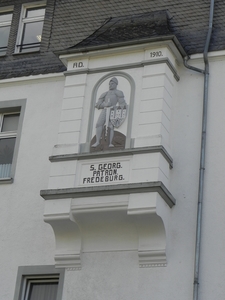 A.D. 1910.
S. GEORG.
PATRON
FREDEBURG.